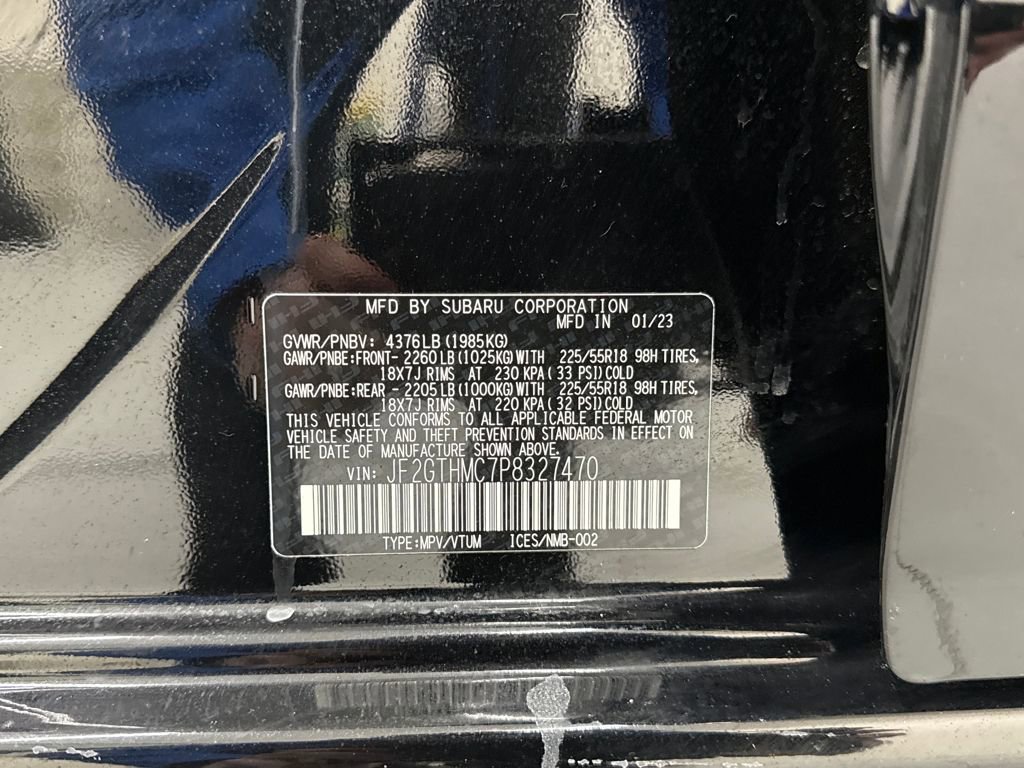 MFD BY SUBARU CORPORATION
MFD IN 01/23
GVWR/PNBV: 4376LB(1985KG)
GAWR/PNBE:FRONT- 2260LB(1025KG)WITH 225/55R18 98H TIRES,
18X7J RIMS AT 230 KPA(33 PSI)COLD
GAWR/PNBE:REAR - 2205LB(1000KG)WITH 225/55R18 98H TIRES,
18X7J RIMS AT 220 KPA(32 PSI)COLD
THIS VEHICLE CONFORMS TO ALL APPLICABLE FEDERAL MOTOR
VEHICLE SAFETY AND THEFT PREVENTION STANDARDS IN EFFECT ON
THE DATE OF MANUFACTURE SHOWN ABOVE.
VIN: JF2GTHMC7P8327470
TYPE:MPV/VTUM ICES/NMB-002